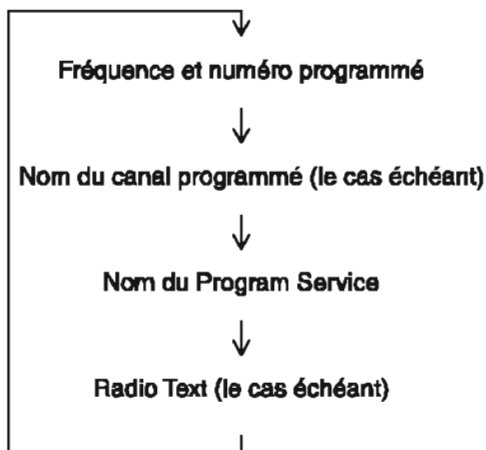 Fréquence et numéro programmé
Nom du canal programmé (le cas échéant)
Nom du Program Service
Radio Text (le cas échéant)